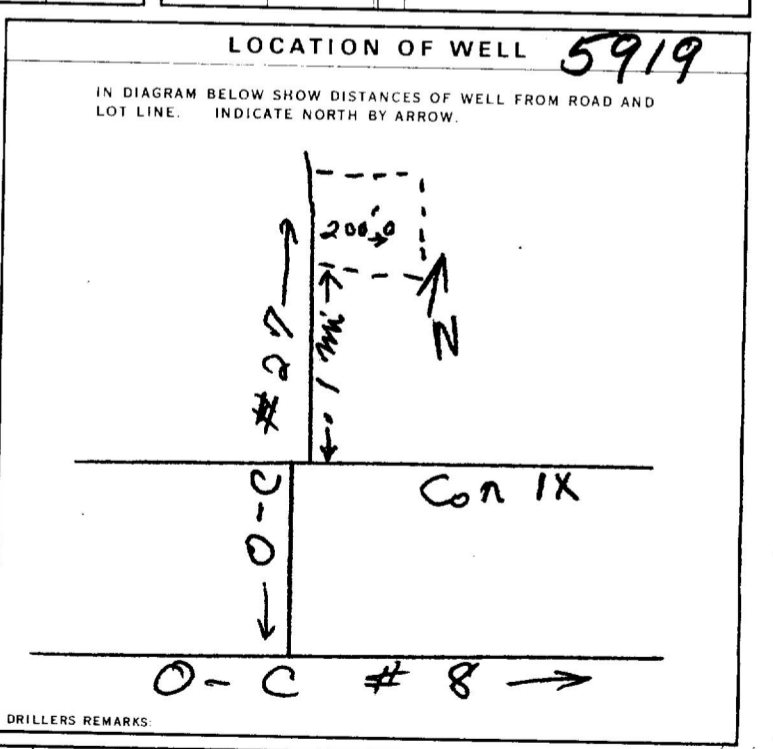 LOCATION OF WELL 5919
IN DIAGRAM BELOW SHOW DISTANCES OF WELL FROM ROAD AND
LOT LINE. INDICATE NORTH BY ARROW.
200'
N
#27
.1 mi
Con IX
O-C
O-C #8
DRILLERS REMARKS: